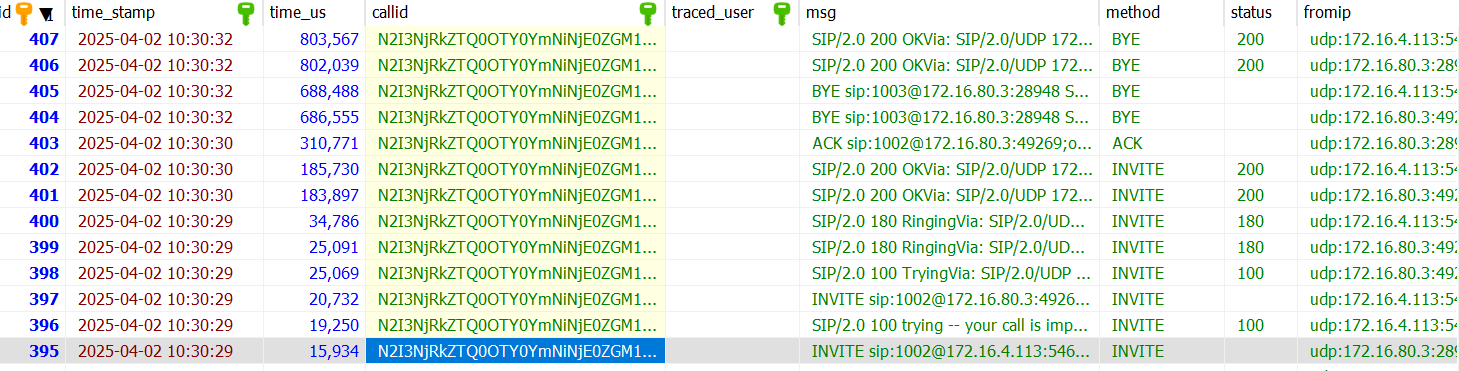 id time_stamp time_us callid traced_user msg method status fromip
407 2025-04-02 10:30:32 803,567 N2I3NjRkZTQ0OTY0YmNiNjE0ZGM1... SIP/2.0 200 OKVia: SIP/2.0/UDP 172... BYE 200 udp:172.16.4.113:54
406 2025-04-02 10:30:32 802,039 N2I3NjRkZTQ0OTY0YmNiNjE0ZGM1... SIP/2.0 200 OKVia: SIP/2.0/UDP 172... BYE 200 udp:172.16.80.3:289
405 2025-04-02 10:30:32 688,488 N2I3NjRkZTQ0OTY0YmNiNjE0ZGM1... BYE sip:1003@172.16.80.3:28948 S... BYE udp:172.16.4.113:54
404 2025-04-02 10:30:32 686,555 N2I3NjRkZTQ0OTY0YmNiNjE0ZGM1... BYE sip:1003@172.16.80.3:28948 S... BYE udp:172.16.80.3:492
403 2025-04-02 10:30:30 310,771 N2I3NjRkZTQ0OTY0YmNiNjE0ZGM1... ACK sip:1002@172.16.80.3:49269;o... ACK udp:172.16.80.3:289
402 2025-04-02 10:30:30 185,730 N2I3NjRkZTQ0OTY0YmNiNjE0ZGM1... SIP/2.0 200 OKVia: SIP/2.0/UDP 172... INVITE 200 udp:172.16.4.113:54
401 2025-04-02 10:30:30 183,897 N2I3NjRkZTQ0OTY0YmNiNjE0ZGM1... SIP/2.0 200 OKVia: SIP/2.0/UDP 172... INVITE 200 udp:172.16.80.3:492
400 2025-04-02 10:30:29 34,786 N2I3NjRkZTQ0OTY0YmNiNjE0ZGM1... SIP/2.0 180 RingingVia: SIP/2.0/UD... INVITE 180 udp:172.16.4.113:54
399 2025-04-02 10:30:29 25,091 N2I3NjRkZTQ0OTY0YmNiNjE0ZGM1... SIP/2.0 180 RingingVia: SIP/2.0/UD... INVITE 180 udp:172.16.80.3:492
398 2025-04-02 10:30:29 25,069 N2I3NjRkZTQ0OTY0YmNiNjE0ZGM1... SIP/2.0 100 TryingVia: SIP/2.0/UDP ... INVITE 100 udp:172.16.80.3:492
397 2025-04-02 10:30:29 20,732 N2I3NjRkZTQ0OTY0YmNiNjE0ZGM1... INVITE sip:1002@172.16.80.3:4926... INVITE udp:172.16.4.113:54
396 2025-04-02 10:30:29 19,250 N2I3NjRkZTQ0OTY0YmNiNjE0ZGM1... SIP/2.0 100 trying -- your call is imp... INVITE 100 udp:172.16.4.113:54
395 2025-04-02 10:30:29 15,934 N2I3NjRkZTQ0OTY0YmNiNjE0ZGM1... INVITE sip:1002@172.16.4.113:546... INVITE udp:172.16.80.3:289